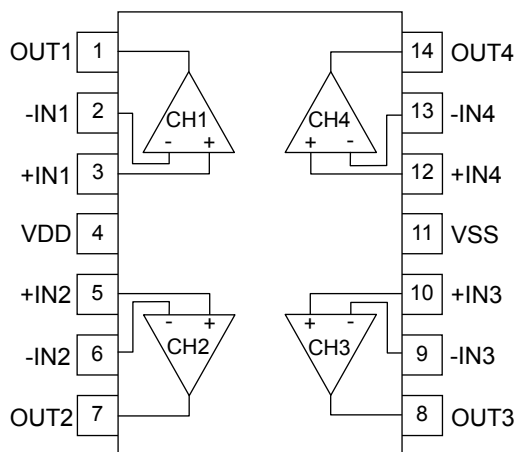 OUT1 1 14 OUT4
-IN1 2 13 -IN4
CH1 CH4
- + + -
+IN1 3 12 +IN4
VDD 4 11 VSS
+IN2 5 10 +IN3
- + + -
CH2 CH3
-IN2 6 9 -IN3
OUT2 7 8 OUT3